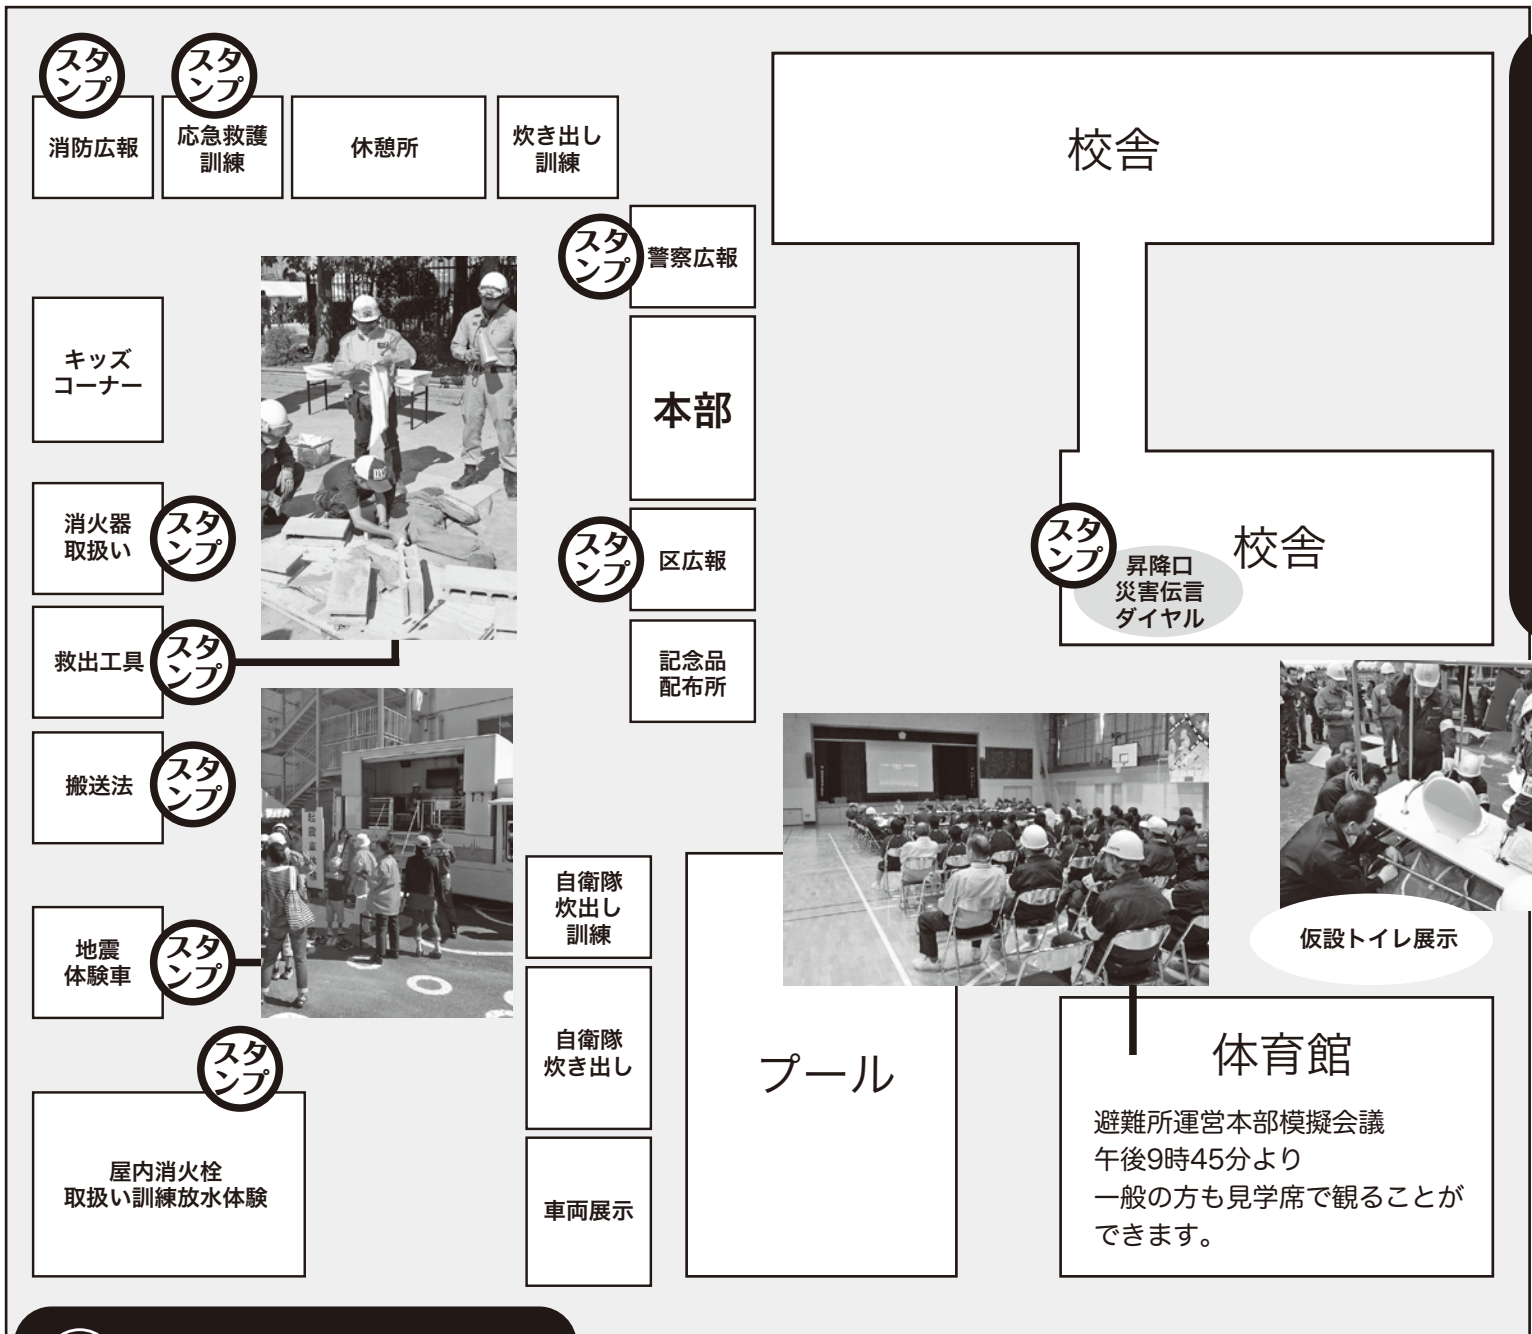 スタ
ンプ
消防広報
スタ
ンプ
応急救護
訓練
休憩所
炊き出し
訓練
校舎
スタ
ンプ
警察広報
キッズ
コーナー
本部
消火器
取扱い
スタ
ンプ
スタ
ンプ
区広報
スタ
ンプ
昇降口
災害伝言
ダイヤル
校舎
救出工具
スタ
ンプ
記念品
配布所
搬送法
スタ
ンプ
自衛隊
炊出し
訓練
地震
体験車
スタ
ンプ
仮設トイレ展示
自衛隊
炊き出し
プール
体育館
避難所運営本部模擬会議
午後9時45分より
一般の方も見学席で観ることが
できます。
スタ
ンプ
屋内消火栓
取扱い訓練放水体験
車両展示